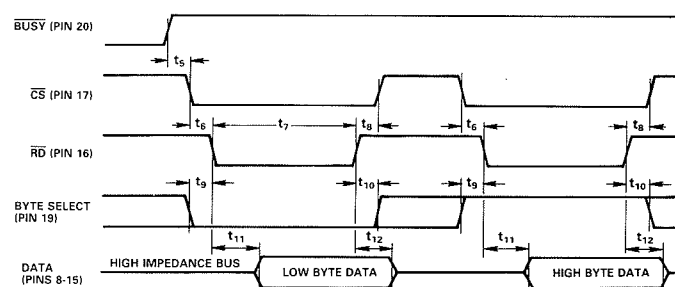 BUSY (PIN 20)
t5
CS (PIN 17)
t6 t7 t8 t6 t8
RD (PIN 16)
t9 t10 t9 t10
BYTE SELECT
(PIN 19)
t11 t12 t11 t12
DATA
(PINS 8-15)
HIGH IMPEDANCE BUS
LOW BYTE DATA
HIGH BYTE DATA